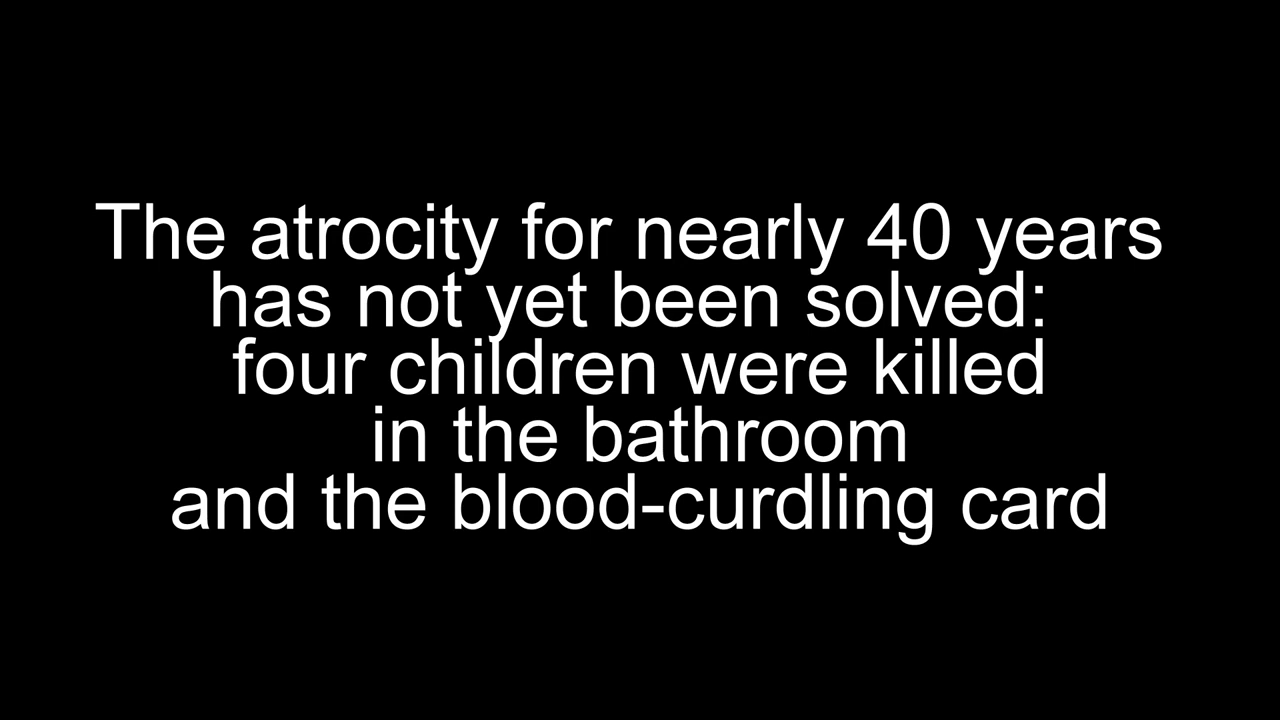 The atrocity for nearly 40 years
has not yet been solved:
four children were killed
in the bathroom
and the blood-curdling card